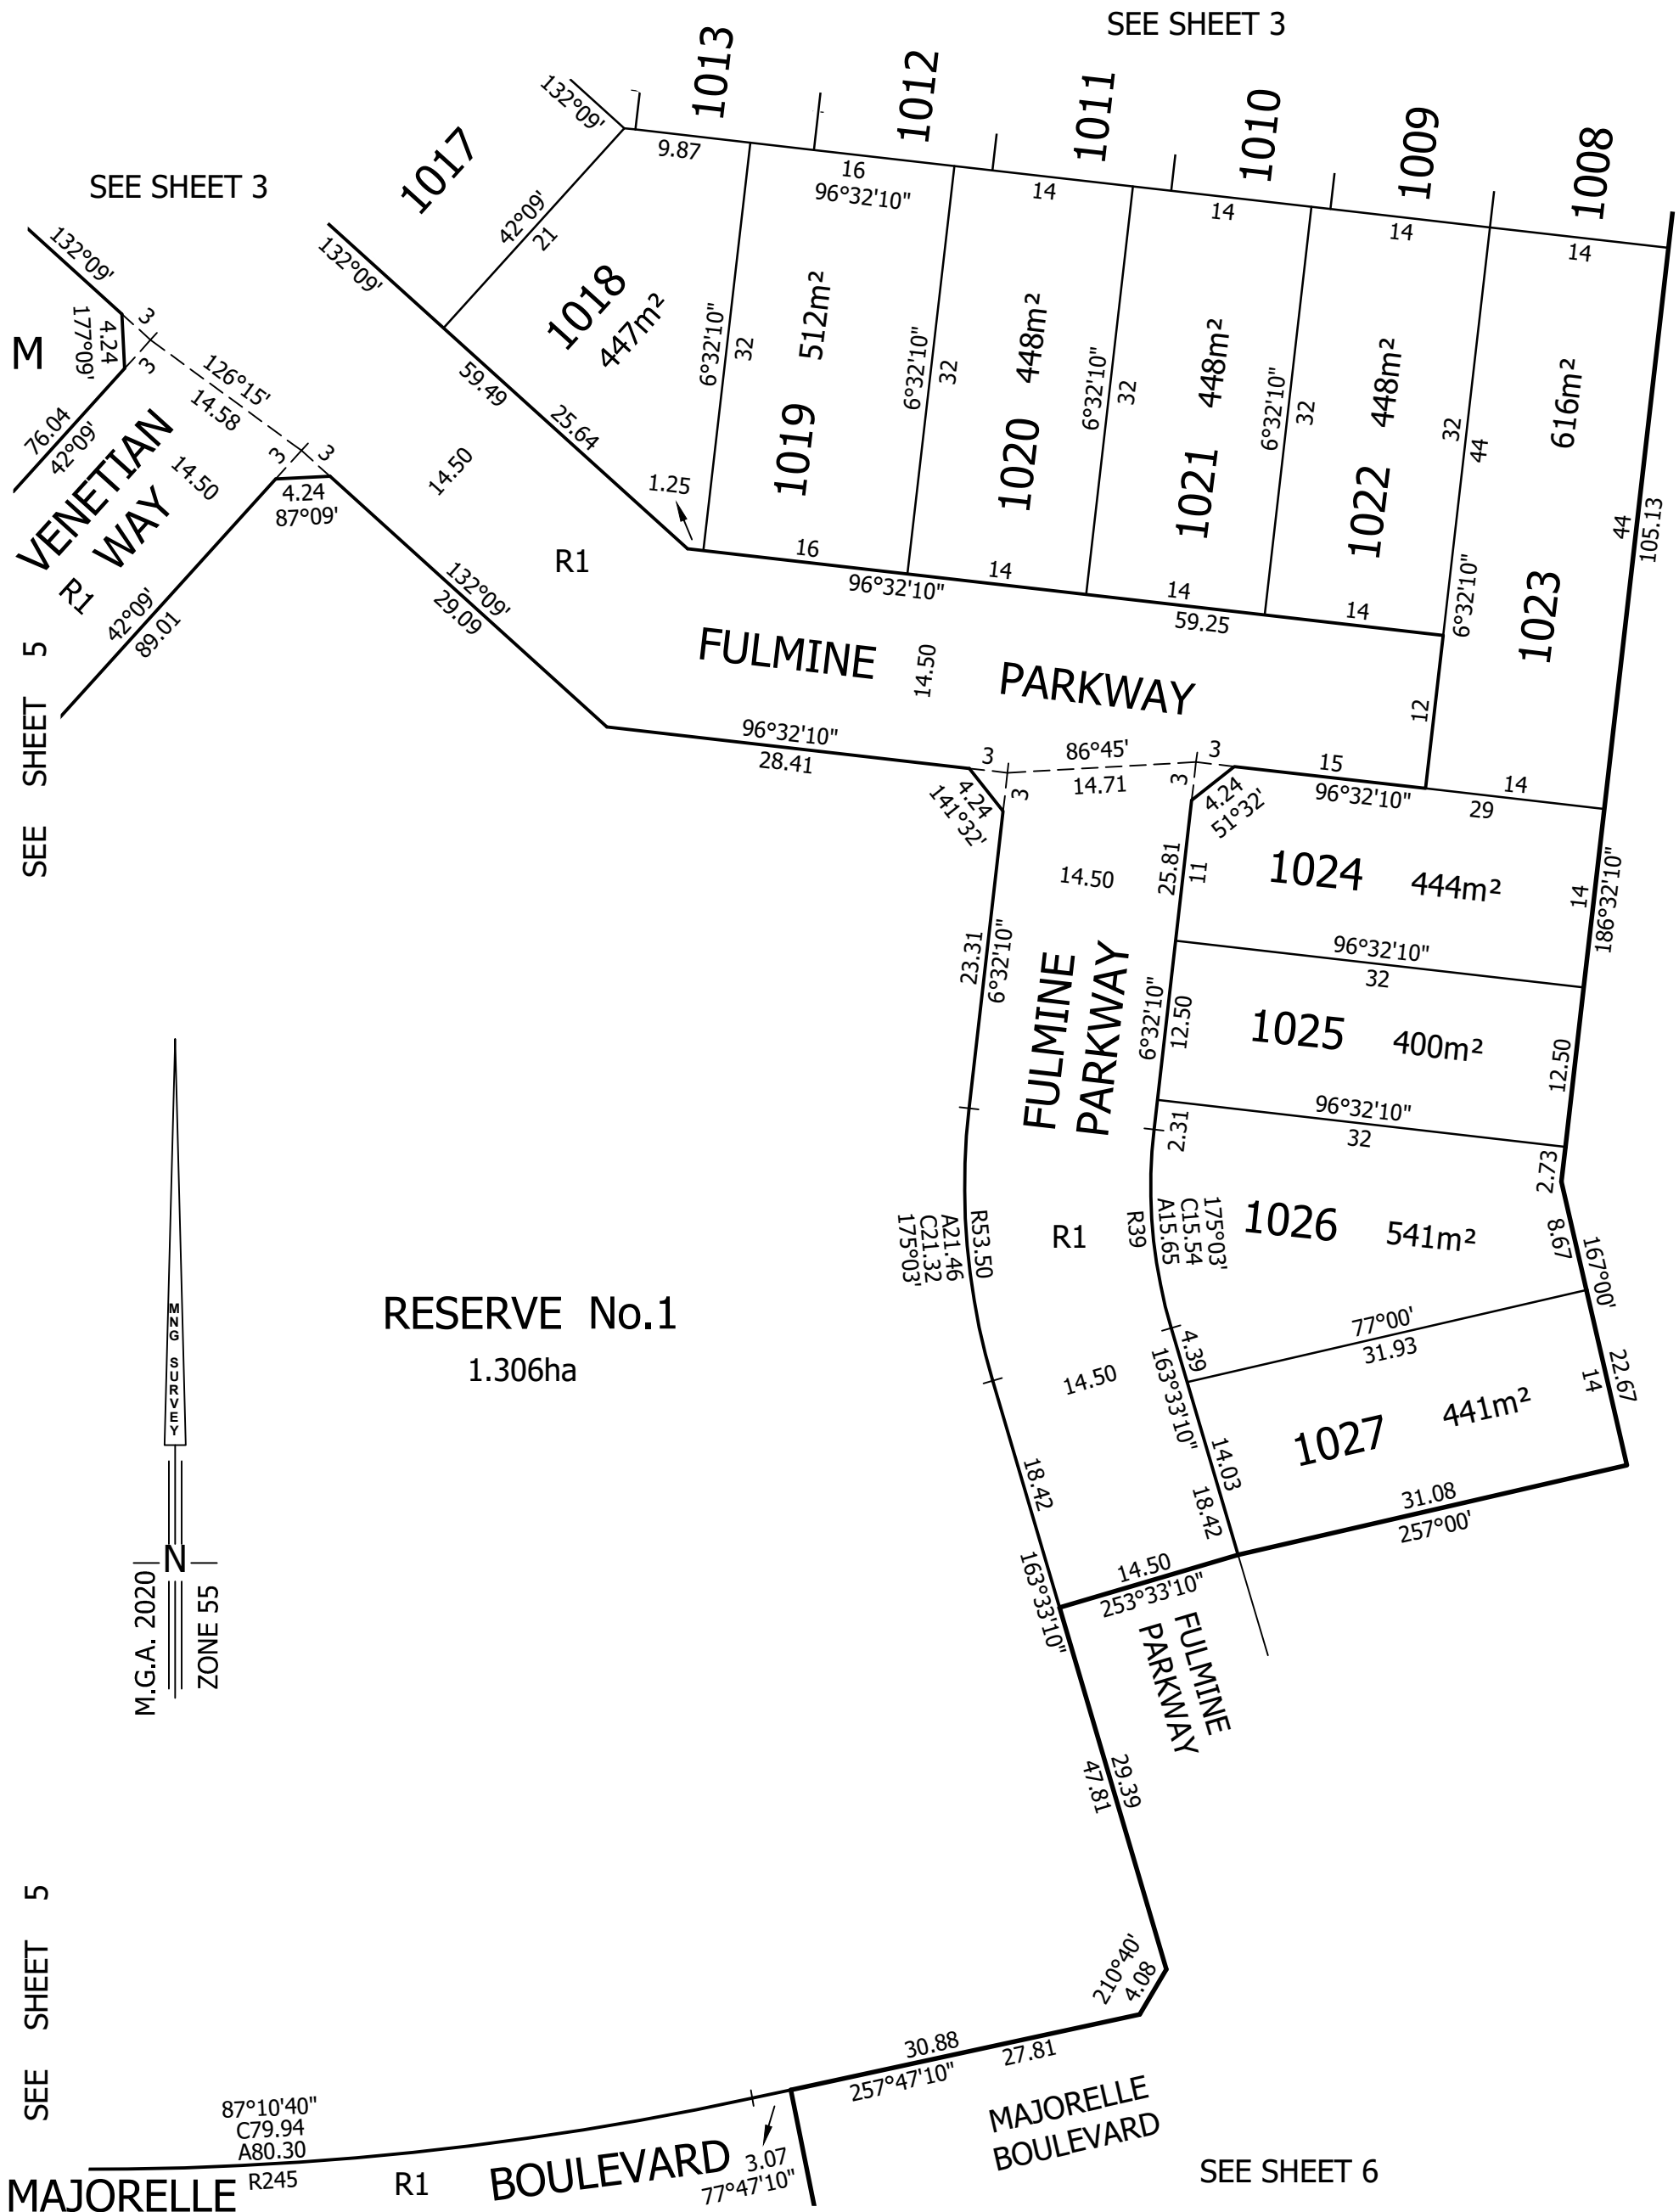 SEE SHEET 3
1013
1012
1011
1010
1009
1008
132°09'
1017
SEE SHEET 3
9.87
16
96°32'10"
14
14
14
14
42°09'
21
132°09'
132°09'
1018
447m²
6°32'10"
32
512m²
1019
6°32'10"
32
448m²
1020
6°32'10"
32
448m²
1021
6°32'10"
32
448m²
1022
32
44
6°32'10"
616m²
1023
44
105.13
M
4.24
177°09'
3
3
126°15'
14.58
76.04
42°09'
VENETIAN
WAY
R1
14.50
3
3
4.24
87°09'
59.49
25.64
14.50
1.25
R1
42°09'
89.01
132°09'
29.09
16
96°32'10"
14
14
59.25
14
SEE SHEET 5
FULMINE PARKWAY
14.50
12
96°32'10"
28.41
3
86°45'
14.71
3
3
3
4.24
141°32'
4.24
51°32'
15
96°32'10"
14
29
14.50
25.81
11
1024
444m²
14
186°32'10"
23.31
6°32'10"
FULMINE
PARKWAY
96°32'10"
32
6°32'10"
12.50
1025
400m²
12.50
96°32'10"
32
2.31
2.73
R53.50
A21.46
C21.32
175°03'
R1
R39
A15.65
C15.54
175°03'
1026
541m²
8.67
167°00'
RESERVE No.1
1.306ha
MNG SURVEY
N
M.G.A. 2020
ZONE 55
77°00'
31.93
4.39
163°33'10"
14.50
1027
441m²
14
22.67
18.42
14.03
18.42
31.08
257°00'
163°33'10"
14.50
253°33'10"
FULMINE
PARKWAY
47.81
29.39
210°40'
4.08
SEE SHEET 5
30.88
257°47'10"
27.81
MAJORELLE
BOULEVARD
87°10'40"
C79.94
A80.30
R245
MAJORELLE
R1
BOULEVARD
3.07
77°47'10"
SEE SHEET 6